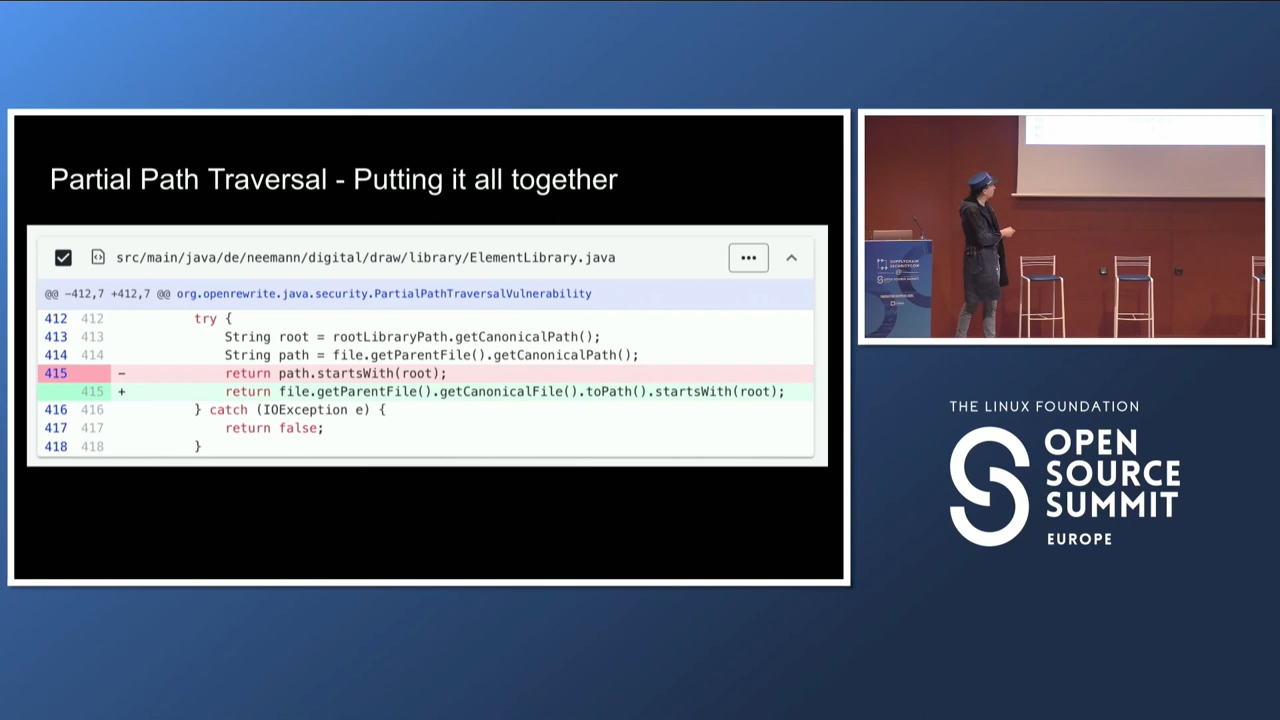 Partial Path Traversal - Putting it all together
src/main/java/de/neemann/digital/draw/library/ElementLibrary.java
@@ -412,7 +412,7 @@ org.openrewrite.java.security.PartialPathTraversalVulnerability
412 412 try {
413 413 String root = rootLibraryPath.getCanonicalPath();
414 414 String path = file.getParentFile().getCanonicalPath();
415 - return path.startsWith(root);
415 + return file.getParentFile().getCanonicalFile().toPath().startsWith(root);
416 416 } catch (IOException e) {
417 417 return false;
418 418 }
SUPPLYCHAIN
SECURITYCON
THE LINUX FOUNDATION
OPEN
SOURCE
SUMMIT
EUROPE